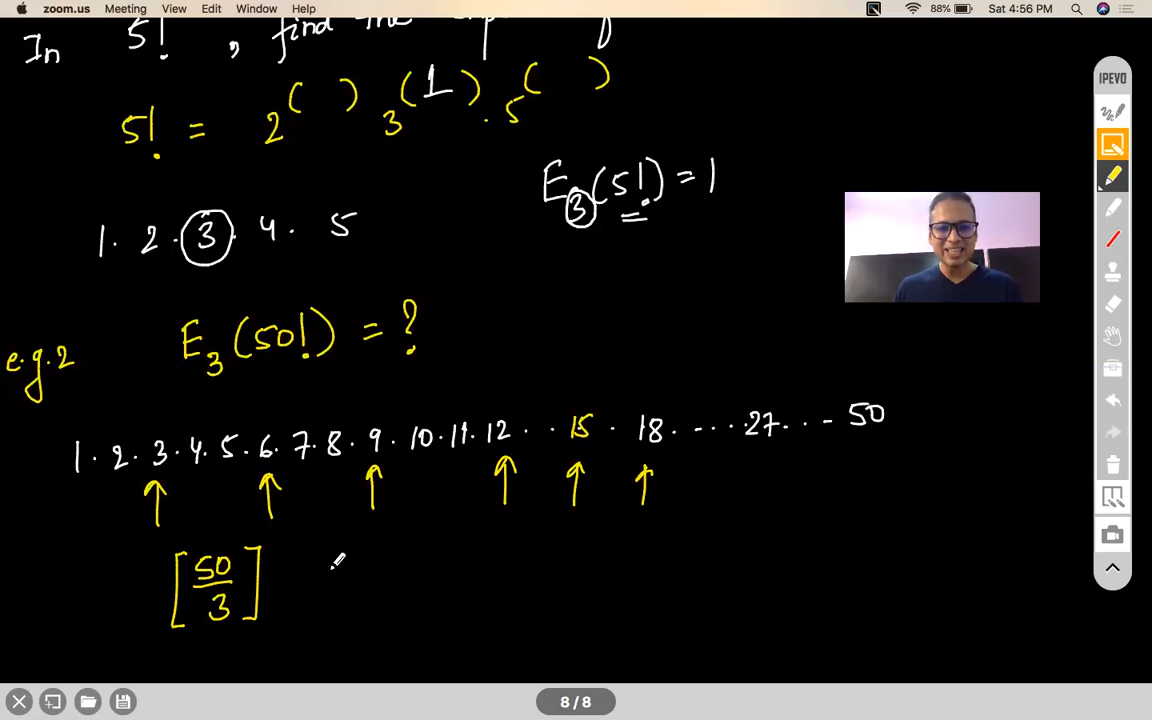 zoom.us Meeting View Edit Window Help 88% Sat 4:56 PM
In 5! , find the
5! = 2^( ) 3^(1) . 5^( )
IPEVO
E_3(5!) = 1
1 . 2 . 3 . 4 . 5
e.g.2 E_3 (50!) = ?
1 . 2 . 3 . 4 . 5 . 6 . 7 . 8 . 9 . 10 . 11 . 12 . . 15 . 18 . - . . . 27 . . . . - 50
[50/3]
8 / 8